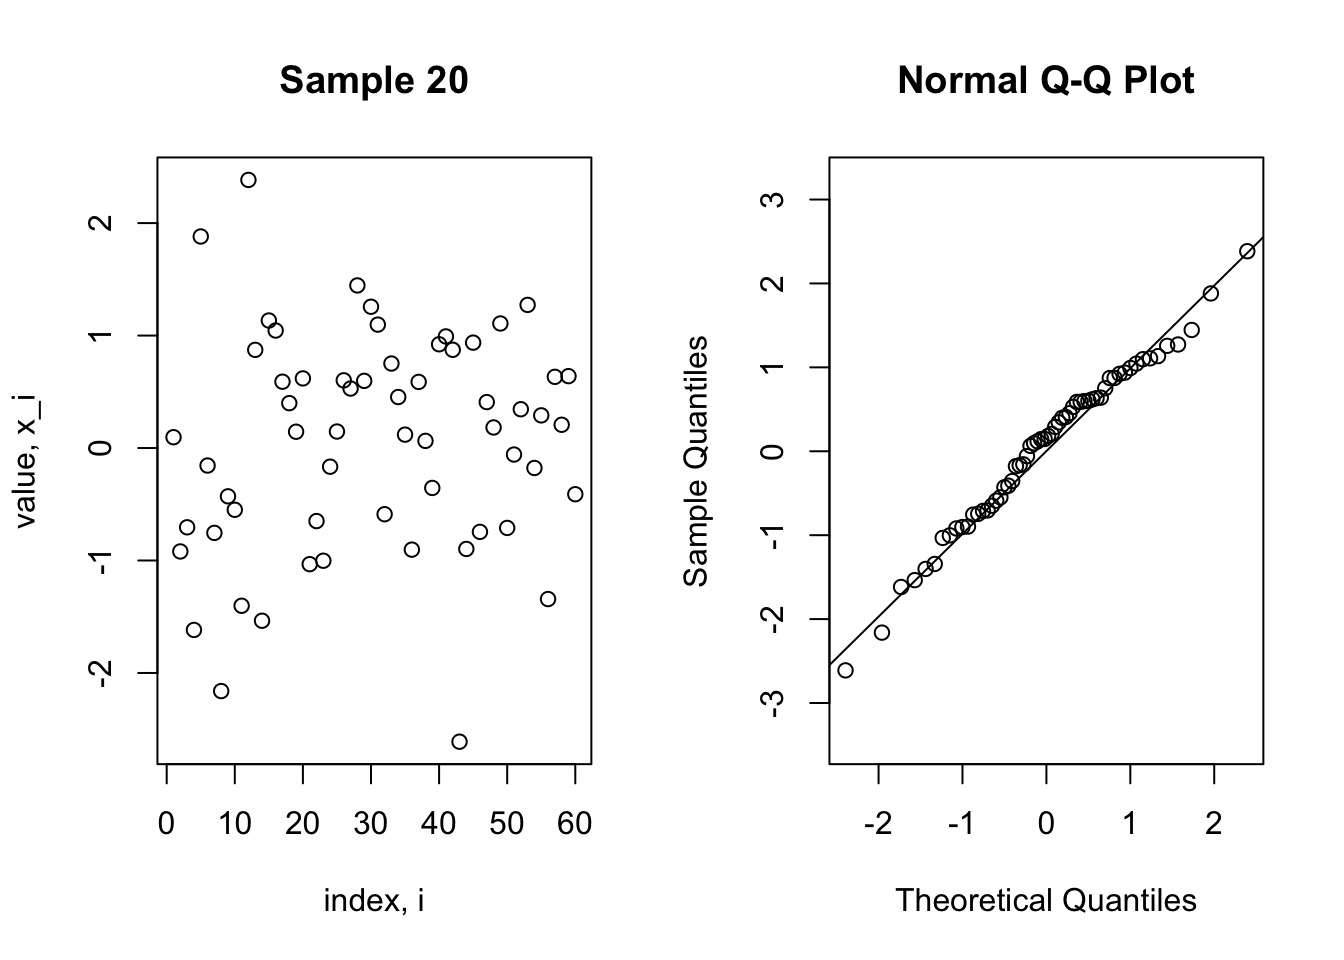 Sample 20
value, x_i
2
1
0
-1
-2
0 10 20 30 40 50 60
index, i
Normal Q-Q Plot
Sample Quantiles
3
2
1
0
-1
-2
-3
-2 -1 0 1 2
Theoretical Quantiles